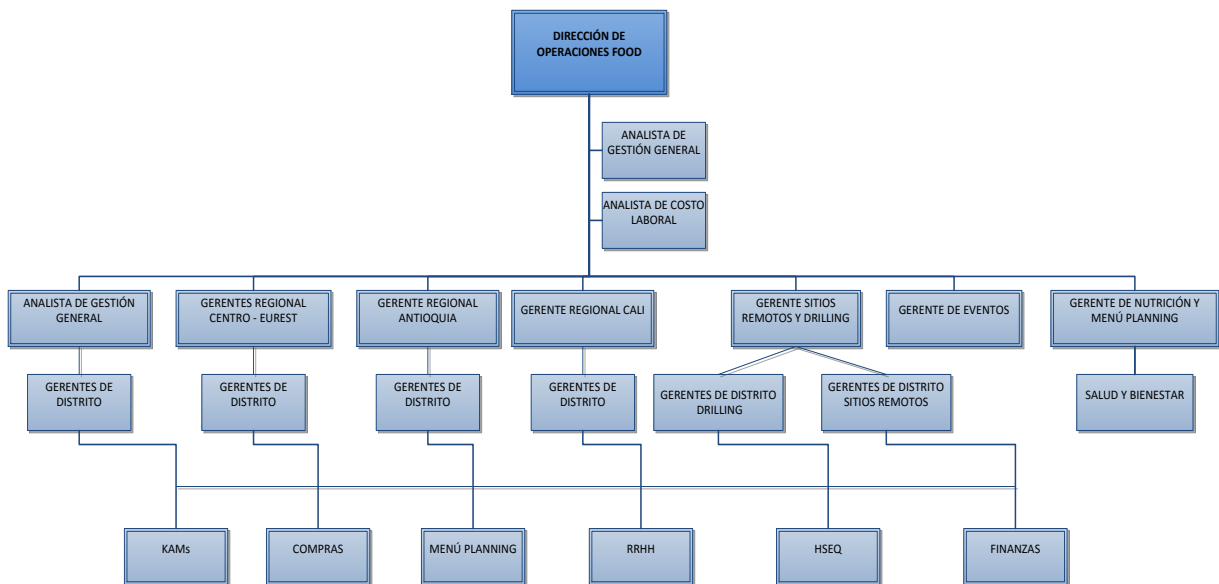 DIRECCIÓN DE
OPERACIONES FOOD
ANALISTA DE
GESTIÓN GENERAL
ANALISTA DE COSTO
LABORAL
ANALISTA DE GESTIÓN
GENERAL
GERENTES REGIONAL
CENTRO - EUREST
GERENTE REGIONAL
ANTIOQUIA
GERENTE REGIONAL CALI
GERENTE SITIOS
REMOTOS Y DRILLING
GERENTE DE EVENTOS
GERENTE DE NUTRICIÓN Y
MENÚ PLANNING
GERENTES DE
DISTRITO
GERENTES DE
DISTRITO
GERENTES DE
DISTRITO
GERENTES DE
DISTRITO
GERENTES DE DISTRITO
DRILLING
GERENTES DE DISTRITO
SITIOS REMOTOS
SALUD Y BIENESTAR
KAMs
COMPRAS
MENÚ PLANNING
RRHH
HSEQ
FINANZAS